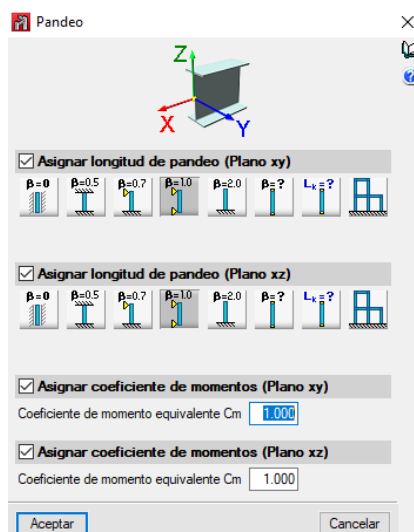 Pandeo
Z
X
Y
Asignar longitud de pandeo (Plano xy)
β=0 β=0.5 β=0.7 β=1.0 β=2.0 β=? Lk=?
Asignar longitud de pandeo (Plano xz)
β=0 β=0.5 β=0.7 β=1.0 β=2.0 β=? Lk=?
Asignar coeficiente de momentos (Plano xy)
Coeficiente de momento equivalente Cm 1.000
Asignar coeficiente de momentos (Plano xz)
Coeficiente de momento equivalente Cm 1.000
Aceptar Cancelar